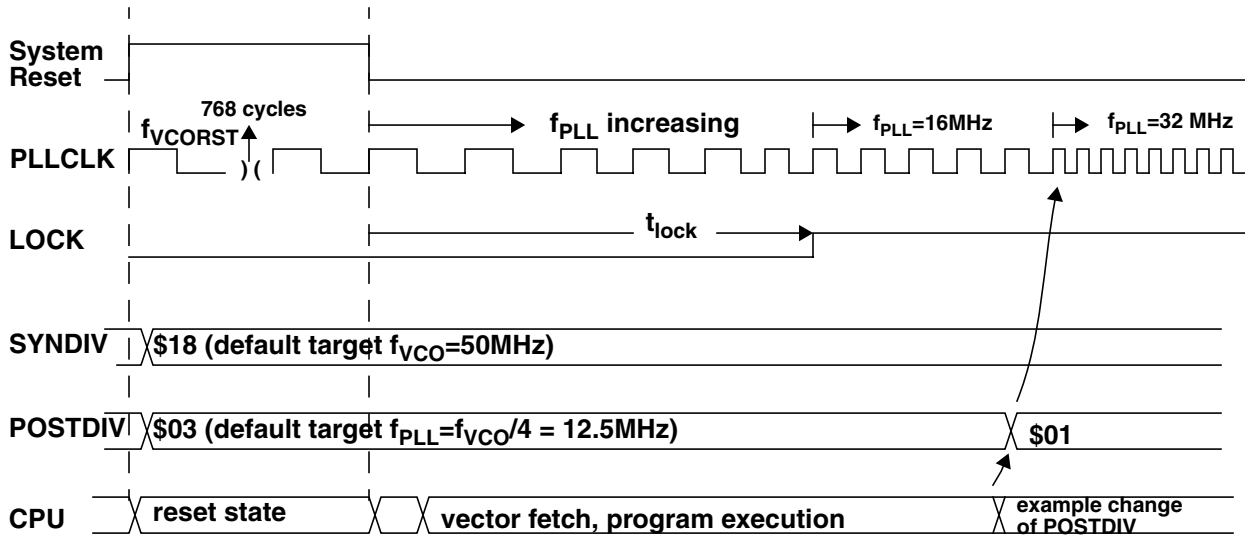 System
Reset
768 cycles
fVCORST
fPLL increasing
fPLL=16MHz
fPLL=32 MHz
PLLCLK
) (
tlock
LOCK
SYNDIV
$18 (default target fVCO=50MHz)
POSTDIV
$03 (default target fPLL=fVCO/4 = 12.5MHz)
$01
CPU
reset state
vector fetch, program execution
example change
of POSTDIV